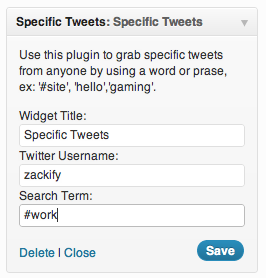 Specific Tweets: Specific Tweets
Use this plugin to grab specific tweets
from anyone by using a word or prase,
ex: '#site', 'hello','gaming'.
Widget Title:
Specific Tweets
Twitter Username:
zackify
Search Term:
#work
Delete | Close
Save